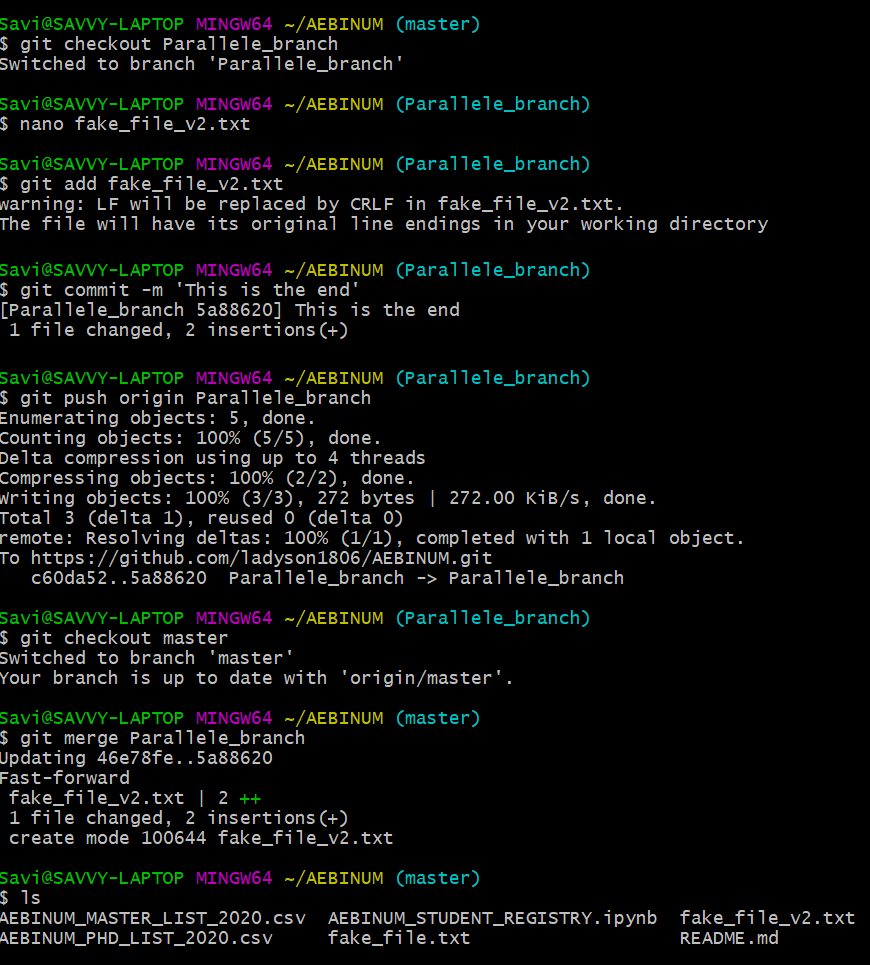 Savi@SAVVY-LAPTOP MINGW64 ~/AEBINUM (master)
$ git checkout Parallele_branch
Switched to branch 'Parallele_branch'
Savi@SAVVY-LAPTOP MINGW64 ~/AEBINUM (Parallele_branch)
$ nano fake_file_v2.txt
Savi@SAVVY-LAPTOP MINGW64 ~/AEBINUM (Parallele_branch)
$ git add fake_file_v2.txt
warning: LF will be replaced by CRLF in fake_file_v2.txt.
The file will have its original line endings in your working directory
Savi@SAVVY-LAPTOP MINGW64 ~/AEBINUM (Parallele_branch)
$ git commit -m 'This is the end'
[Parallele_branch 5a88620] This is the end
 1 file changed, 2 insertions(+)
Savi@SAVVY-LAPTOP MINGW64 ~/AEBINUM (Parallele_branch)
$ git push origin Parallele_branch
Enumerating objects: 5, done.
Counting objects: 100% (5/5), done.
Delta compression using up to 4 threads
Compressing objects: 100% (2/2), done.
Writing objects: 100% (3/3), 272 bytes | 272.00 KiB/s, done.
Total 3 (delta 1), reused 0 (delta 0)
remote: Resolving deltas: 100% (1/1), completed with 1 local object.
To https://github.com/ladyson1806/AEBINUM.git
   c60da52..5a88620  Parallele_branch -> Parallele_branch
Savi@SAVVY-LAPTOP MINGW64 ~/AEBINUM (Parallele_branch)
$ git checkout master
Switched to branch 'master'
Your branch is up to date with 'origin/master'.
Savi@SAVVY-LAPTOP MINGW64 ~/AEBINUM (master)
$ git merge Parallele_branch
Updating 46e78fe..5a88620
Fast-forward
 fake_file_v2.txt | 2 ++
 1 file changed, 2 insertions(+)
 create mode 100644 fake_file_v2.txt
Savi@SAVVY-LAPTOP MINGW64 ~/AEBINUM (master)
$ ls
AEBINUM_MASTER_LIST_2020.csv  AEBINUM_STUDENT_REGISTRY.ipynb  fake_file_v2.txt
AEBINUM_PHD_LIST_2020.csv     fake_file.txt                   README.md